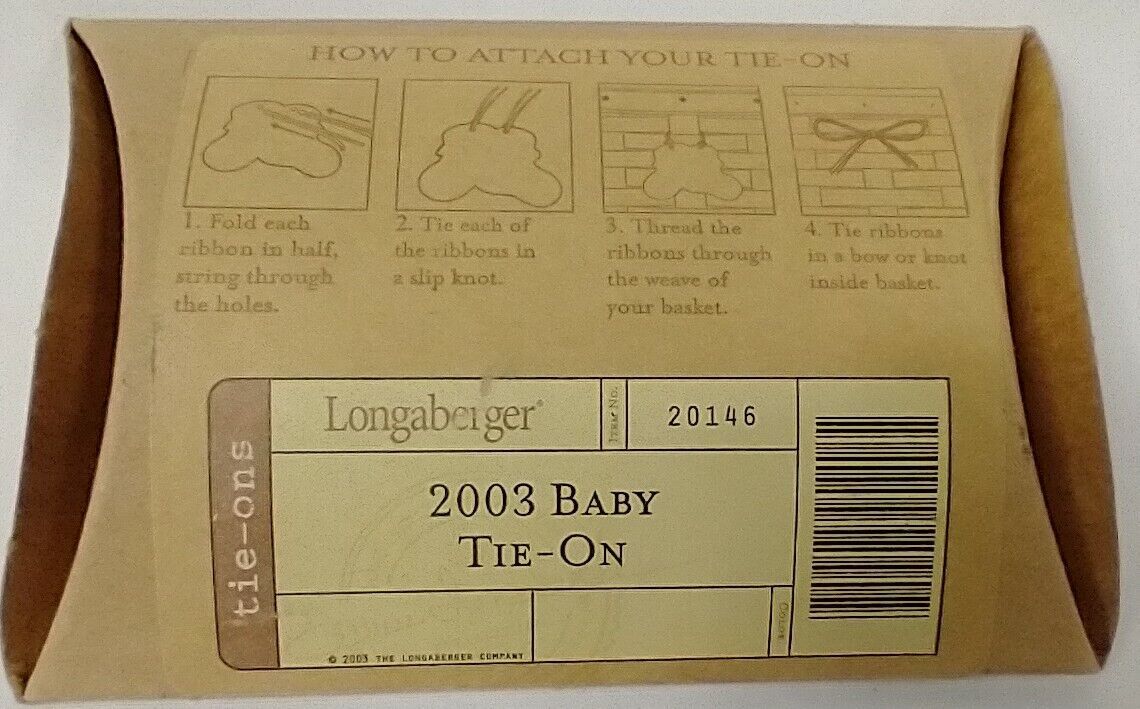 HOW TO ATTACH YOUR TIE-ON
1. Fold each
ribbon in half,
string through
the holes.
2. Tie each of
the ribbons in
a slip knot.
3. Thread the
ribbons through
the weave of
your basket.
4. Tie ribbons
in a bow or knot
inside basket.
tie-ons
Longaberger®
ITEM NO.
20146
2003 BABY
TIE-ON
COLOR
© 2003 THE LONGABERGER COMPANY